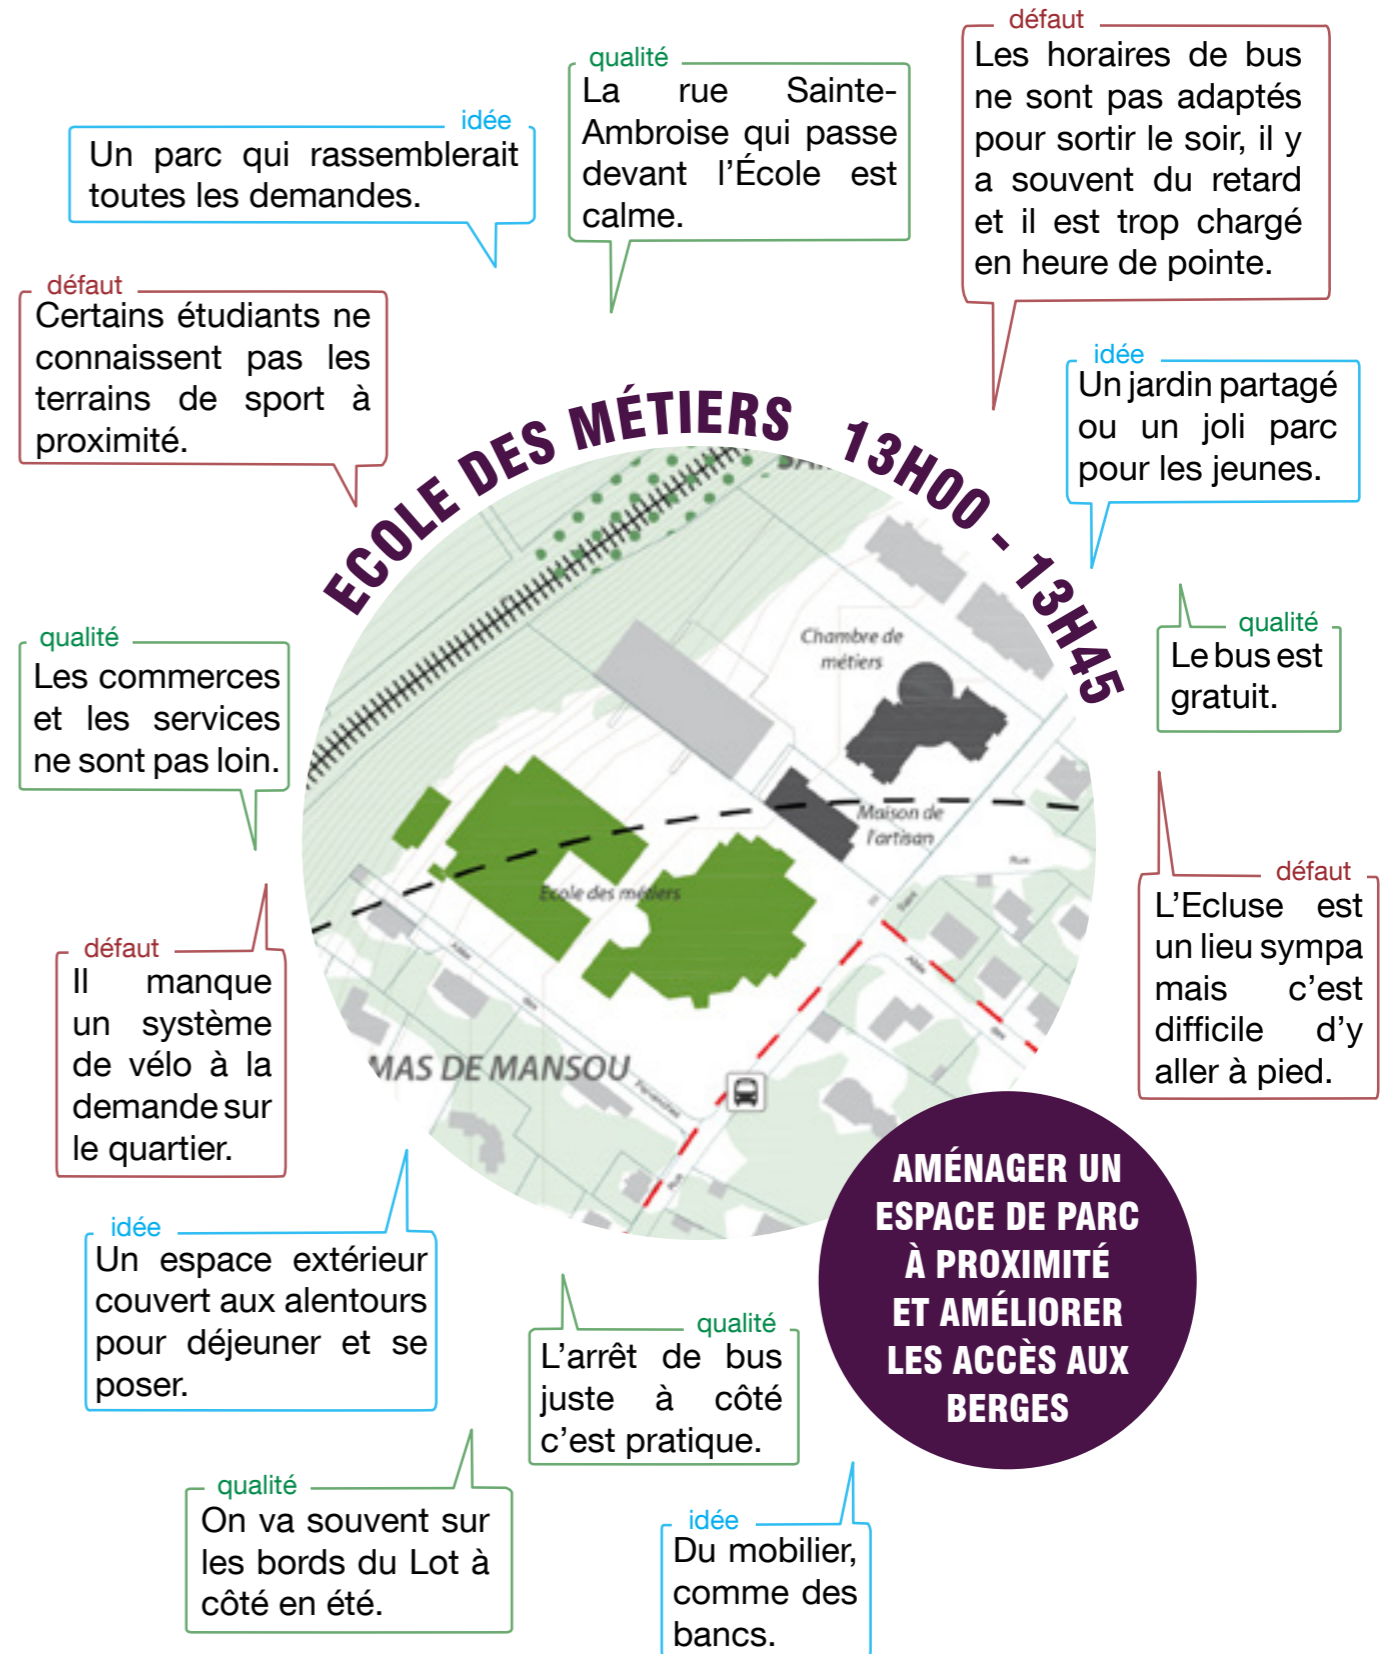 défaut
Les horaires de bus
ne sont pas adaptés
pour sortir le soir, il y
a souvent du retard
et il est trop chargé
en heure de pointe.
qualité
La rue Sainte-
Ambroise qui passe
devant l'École est
calme.
idée
Un parc qui rassemblerait
toutes les demandes.
défaut
Certains étudiants ne
connaissent pas les
terrains de sport à
proximité.
idée
Un jardin partagé
ou un joli parc
pour les jeunes.
ECOLE DES MÉTIERS 13H00 - 13H45
qualité
Les commerces
et les services
ne sont pas loin.
qualité
Le bus est
gratuit.
Chambre de
métiers
Maison de
l'artisan
Ecole des métiers
Rue
MAS DE MANSOU
Rue
défaut
L'Ecluse est
un lieu sympa
mais c'est
difficile d'y
aller à pied.
défaut
Il manque
un système
de vélo à la
demande sur
le quartier.
AMÉNAGER UN
ESPACE DE PARC
À PROXIMITÉ
ET AMÉLIORER
LES ACCÈS AUX
BERGES
idée
Un espace extérieur
couvert aux alentours
pour déjeuner et se
poser.
qualité
L'arrêt de bus
juste à côté
c'est pratique.
qualité
On va souvent sur
les bords du Lot à
côté en été.
idée
Du mobilier,
comme des
bancs.